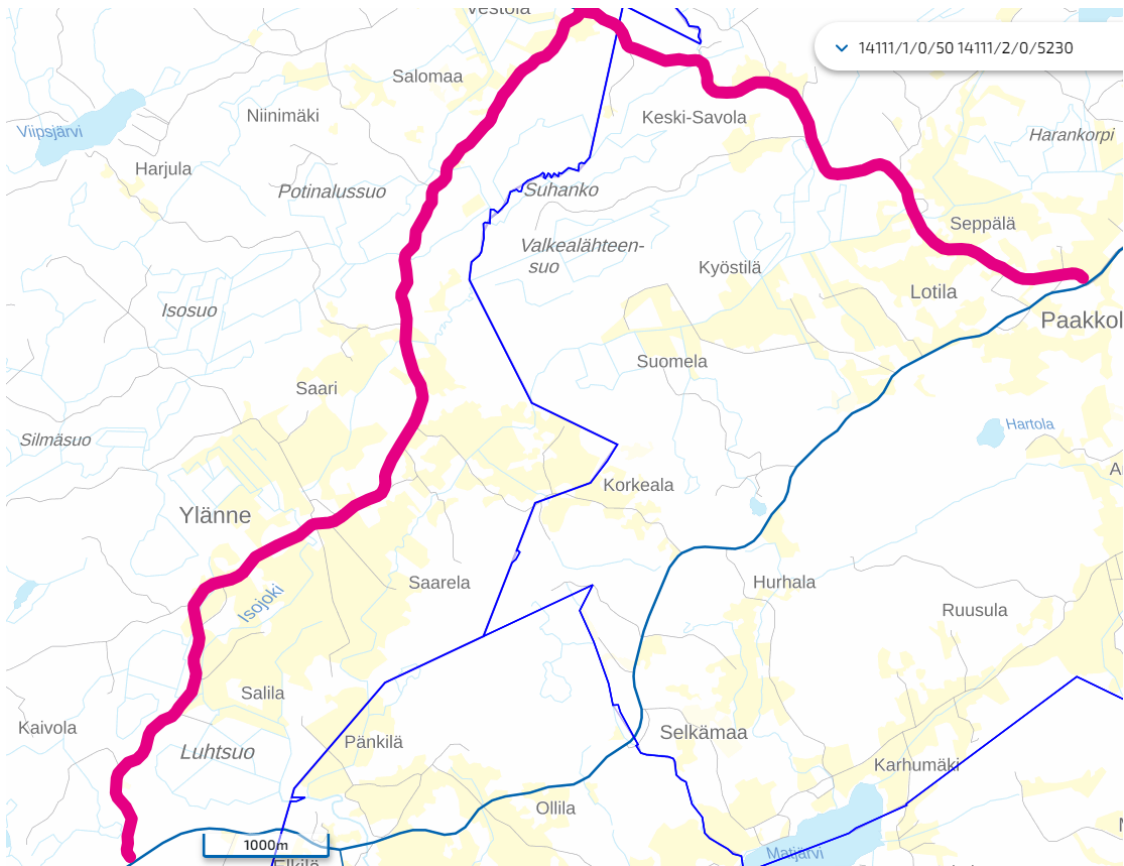 Vestola
14111/1/0/50 14111/2/0/5230
Salomaa
Niinimäki
Keski-Savola
Viipsjärvi
Harankorpi
Harjula
Potinalussuo
Suhanko
Seppälä
Valkealähteen-
suo
Kyöstilä
Lotila
Isosuo
Paakkol
Suomela
Saari
Hartola
Silmäsuo
Korkeala
Ylänne
Saarela
Hurhala
Isojoki
Ruusula
Salila
Kaivola
Selkämaa
Pänkilä
Luhtsuo
Karhumäki
Ollila
1000m
Matjärvi
Elkilä